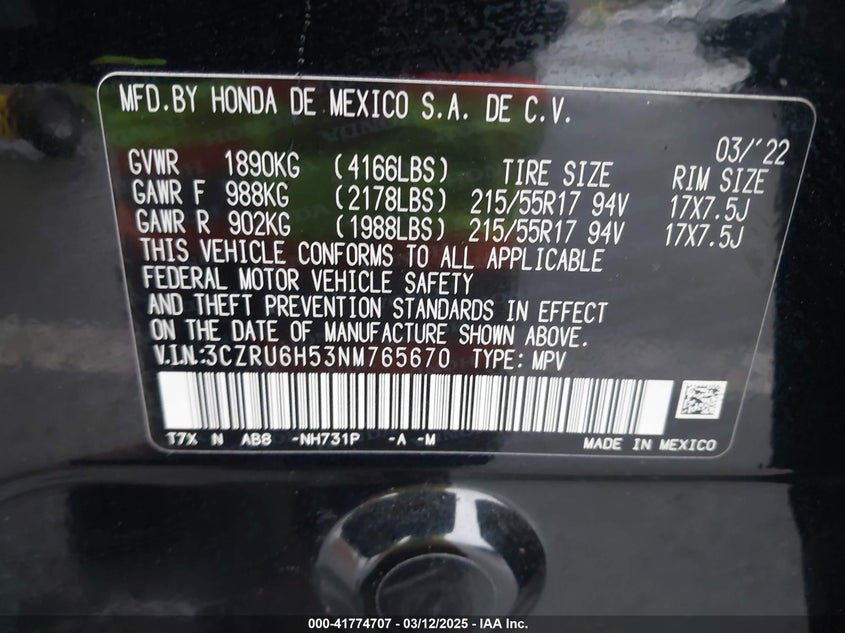 MFD.BY HONDA DE MEXICO S.A. DE C.V.
03/'22
GVWR 1890KG (4166LBS) TIRE SIZE RIM SIZE
GAWR F 988KG (2178LBS) 215/55R17 94V 17X7.5J
GAWR R 902KG (1988LBS) 215/55R17 94V 17X7.5J
THIS VEHICLE CONFORMS TO ALL APPLICABLE
FEDERAL MOTOR VEHICLE SAFETY
AND THEFT PREVENTION STANDARDS IN EFFECT
ON THE DATE OF MANUFACTURE SHOWN ABOVE.
V.I.N:3CZRU6H53NM765670 TYPE: MPV
T7X N AB8 -NH731P -A -M
MADE IN MEXICO
000-41774707 - 03/12/2025 - IAA Inc.